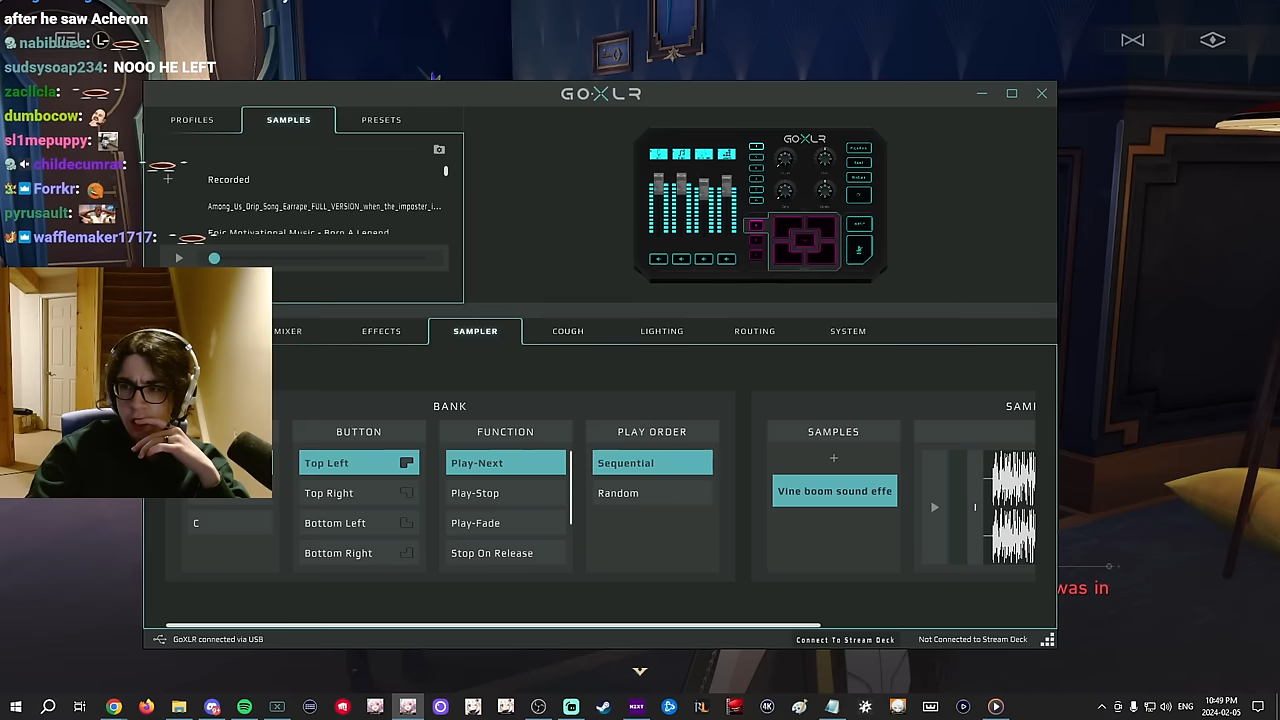 after he saw Acheron
nabibluee:
sudsysoap234: NOOO HE LEFT
zaclicla:
dumbocow:
sl1mepuppy:
childecumrat:
Forrkr:
pyrusault:
wafflemaker1717:
GOXLR
PROFILES
SAMPLES
PRESETS
Recorded
Among_Us_Drip_Song_Earrape_FULL_VERSION_when_the_imposter_i...
Epic Motivational Music - Born A Legend
GOXLR
MIXER
EFFECTS
SAMPLER
COUGH
LIGHTING
ROUTING
SYSTEM
BANK
BUTTON
FUNCTION
PLAY ORDER
Top Left
Play-Next
Sequential
Top Right
Play-Stop
Random
C
Bottom Left
Play-Fade
Bottom Right
Stop On Release
SAMPLES
+
Vine boom sound effe
SAMI
was in
GoXLR connected via USB
Connect To Stream Deck
Not Connected to Stream Deck
ENG
10:49 PM
2024-02-05